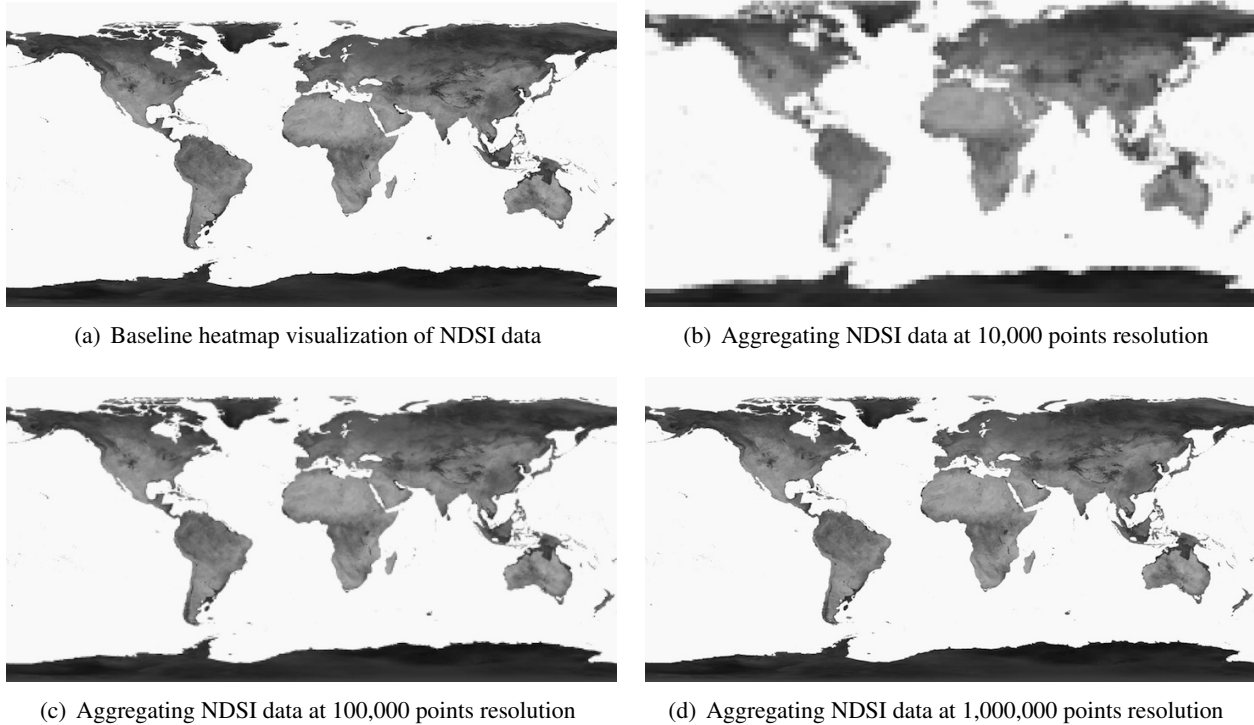 (a) Baseline heatmap visualization of NDSI data
(b) Aggregating NDSI data at 10,000 points resolution
(c) Aggregating NDSI data at 100,000 points resolution
(d) Aggregating NDSI data at 1,000,000 points resolution